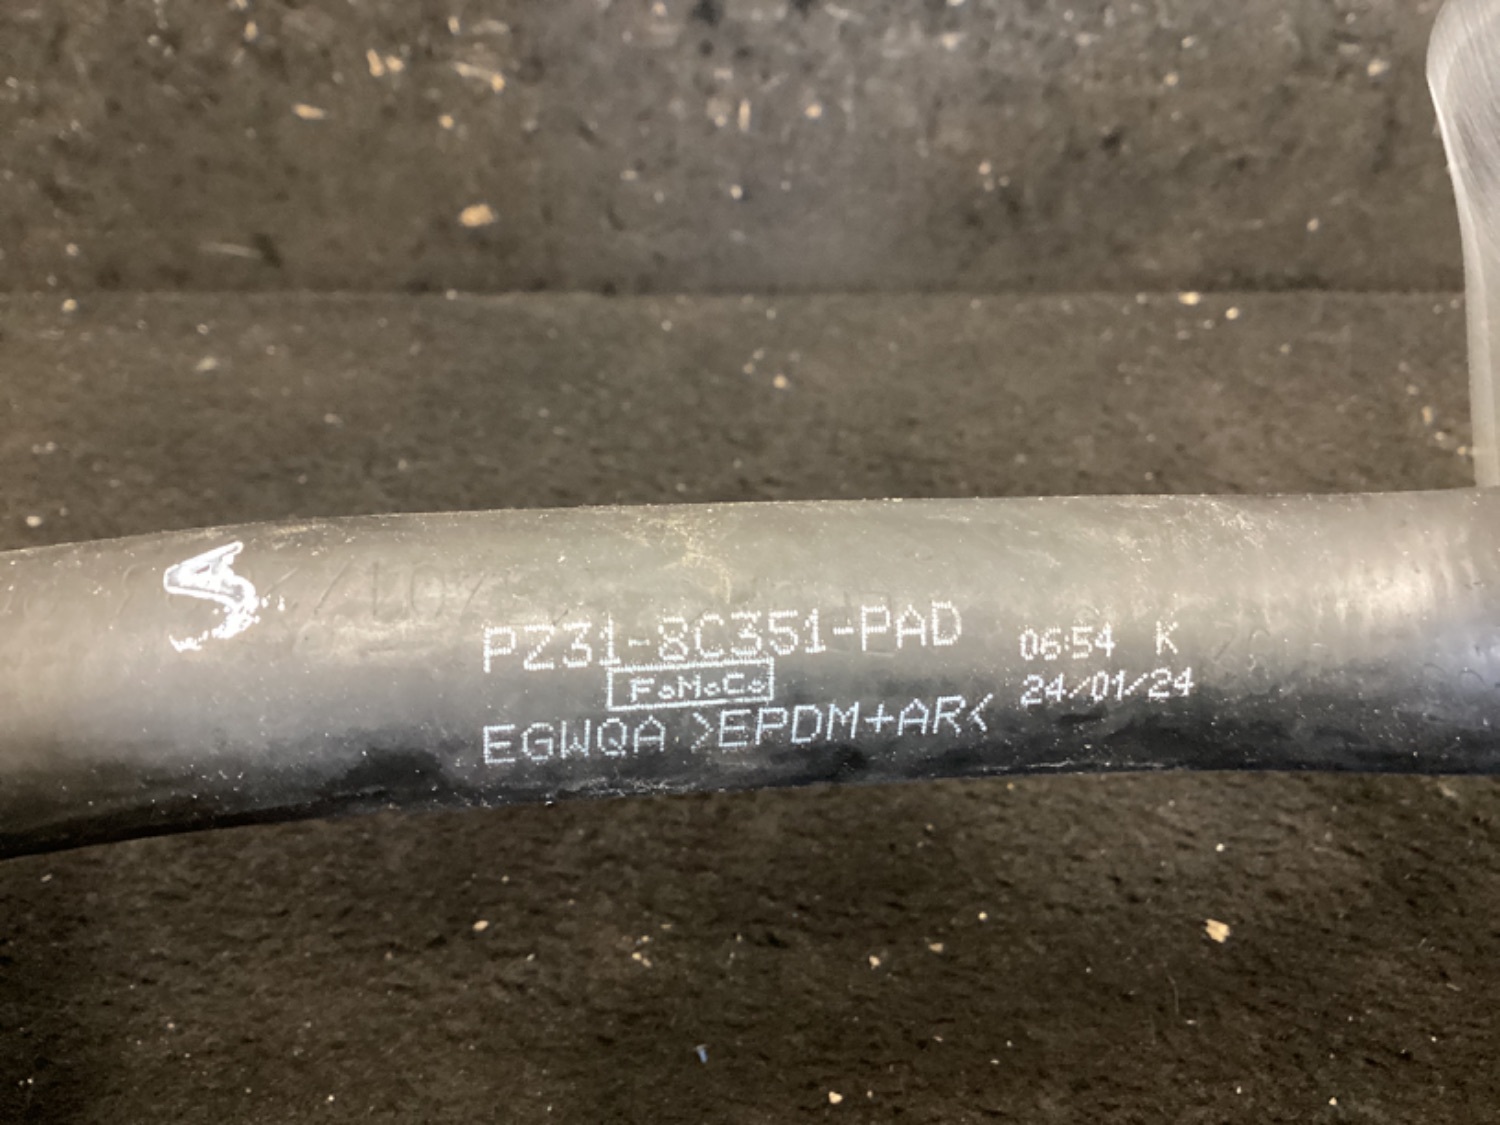 PZ31-8C351-PAD
FoMoCo
EGWQA >EPDM+AR<
06:54 K
24/01/24